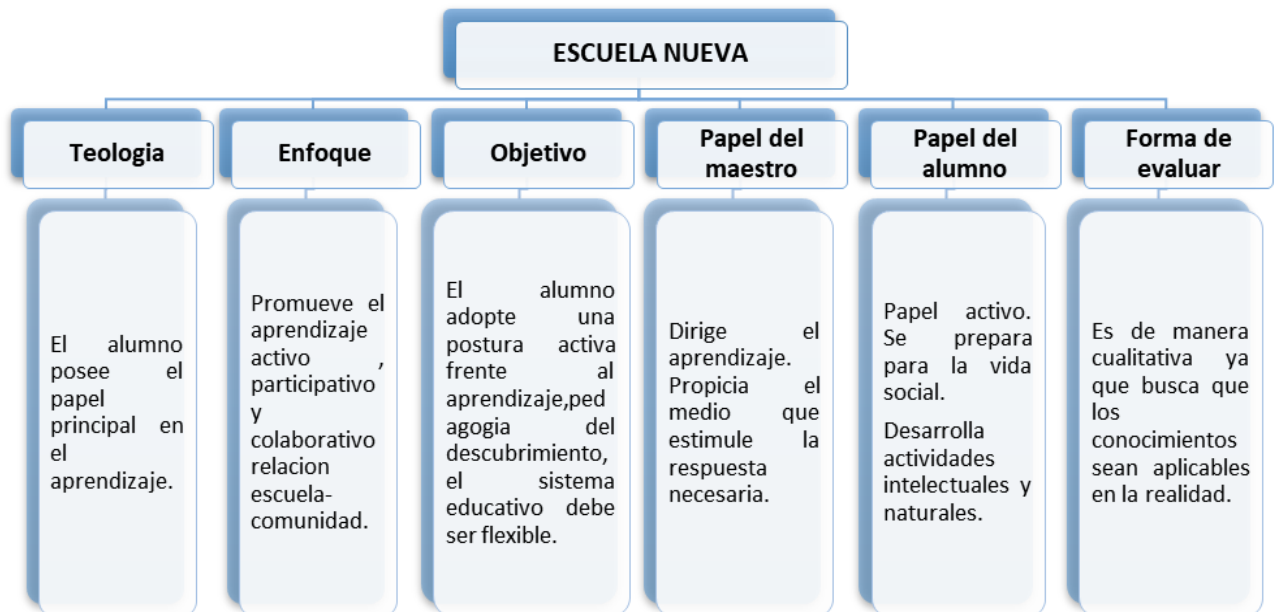 ESCUELA NUEVA
Teologia
Enfoque
Objetivo
Papel del
maestro
Papel del
alumno
Forma de
evaluar
El alumno
posee el
papel
principal en
el
aprendizaje.
Promueve el
aprendizaje
activo ,
participativo
y
colaborativo
relacion
escuela-
comunidad.
El alumno
adopte una
postura activa
frente al
aprendizaje,ped
agogia del
descubrimiento,
el sistema
educativo debe
ser flexible.
Dirige el
aprendizaje.
Propicia el
medio que
estimule la
respuesta
necesaria.
Papel activo.
Se prepara
para la vida
social.
Desarrolla
actividades
intelectuales y
naturales.
Es de manera
cualitativa ya
que busca que
los
conocimientos
sean aplicables
en la realidad.